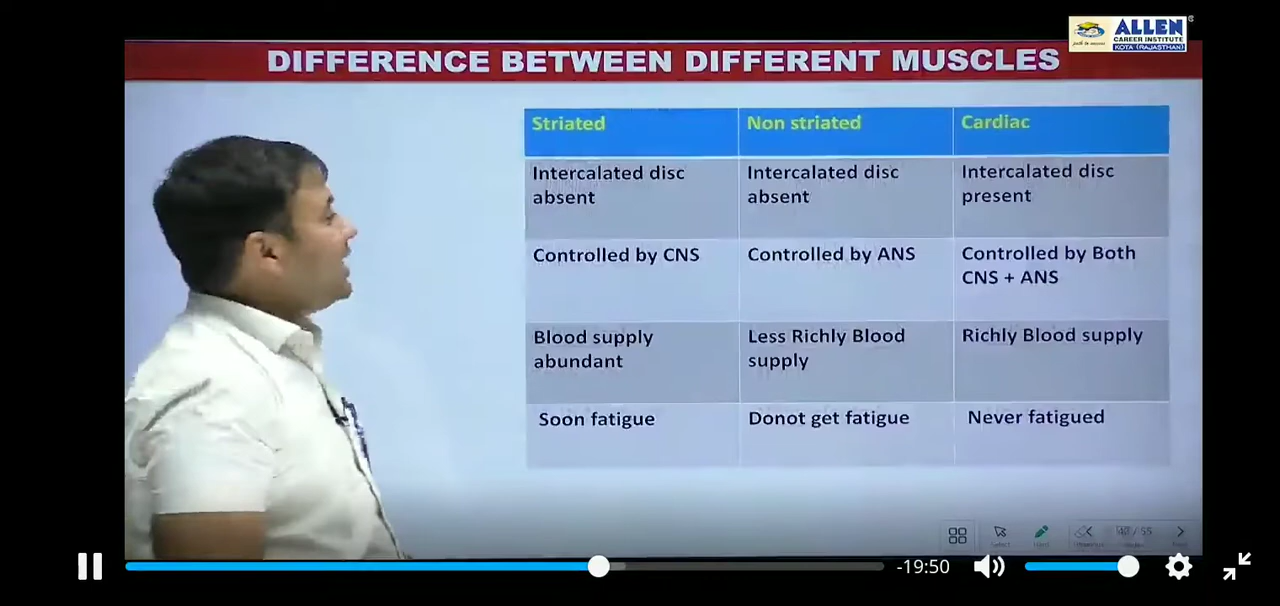 ALLEN
CAREER INSTITUTE
KOTA (RAJASTHAN)
DIFFERENCE BETWEEN DIFFERENT MUSCLES
Striated
Non striated
Cardiac
Intercalated disc
absent
Intercalated disc
absent
Intercalated disc
present
Controlled by CNS
Controlled by ANS
Controlled by Both
CNS + ANS
Blood supply
abundant
Less Richly Blood
supply
Richly Blood supply
Soon fatigue
Donot get fatigue
Never fatigued
/ 55
-19:50